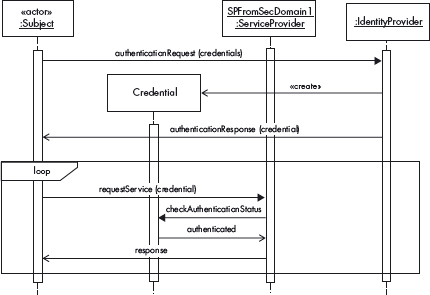 «actor»
:Subject
SPFromSecDomain1
:ServiceProvider
:IdentityProvider
authenticationRequest (credentials)
Credential
«create»
authenticationResponse (credential)
loop
requestService (credential)
checkAuthenticationStatus
authenticated
response